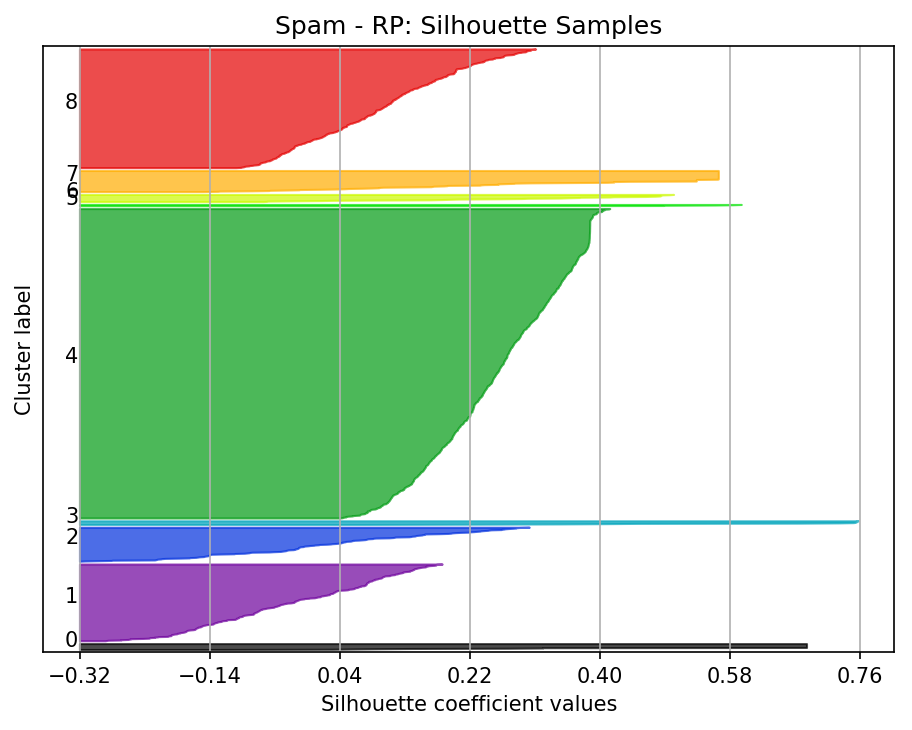 Spam - RP: Silhouette Samples
Cluster label
8
7
6
5
4
3
2
1
0
−0.32 −0.14 0.04 0.22 0.40 0.58 0.76
Silhouette coefficient values